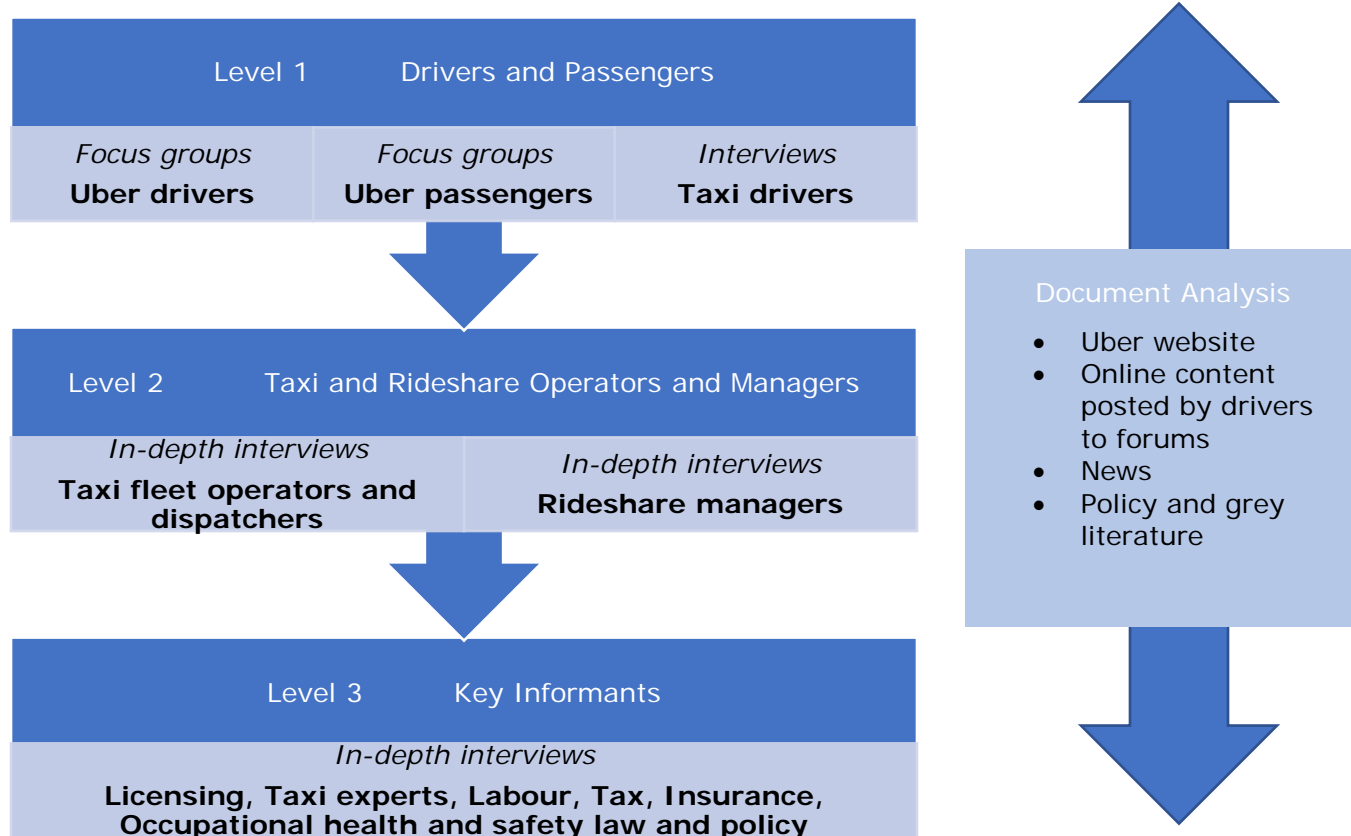 Level 1 Drivers and Passengers
Focus groups
Uber drivers
Focus groups
Uber passengers
Interviews
Taxi drivers
Level 2 Taxi and Rideshare Operators and Managers
In-depth interviews
Taxi fleet operators and
dispatchers
In-depth interviews
Rideshare managers
Level 3 Key Informants
In-depth interviews
Licensing, Taxi experts, Labour, Tax, Insurance,
Occupational health and safety law and policy
Document Analysis
• Uber website
• Online content
posted by drivers
to forums
• News
• Policy and grey
literature